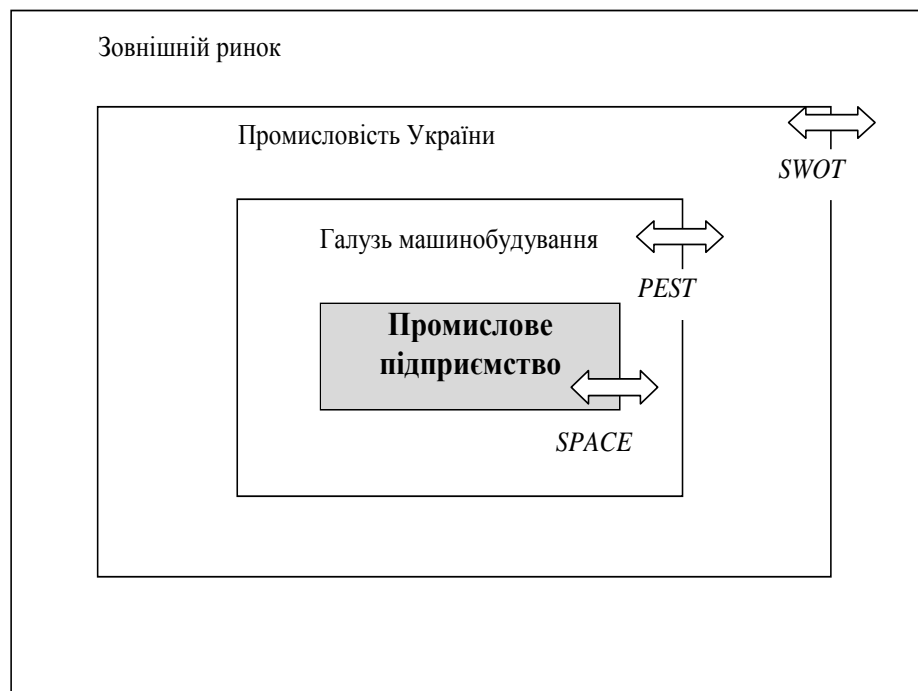 Зовнішній ринок
Промисловість України
SWOT
Галузь машинобудування
PEST
Промислове
підприємство
SPACE